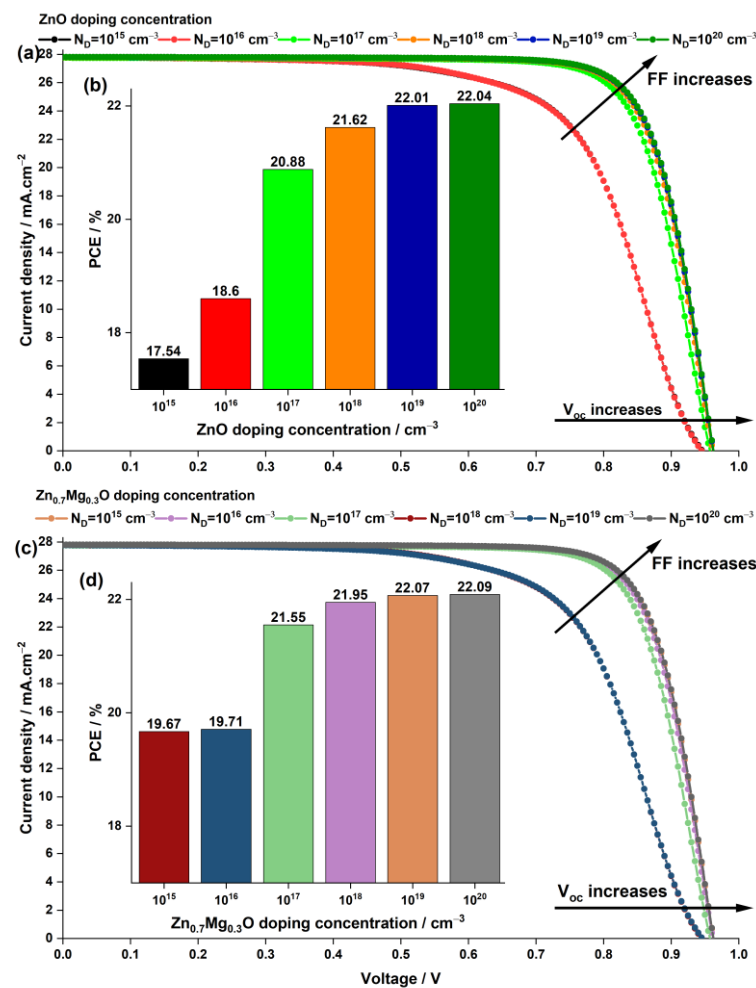 ZnO doping concentration
N_D=10^15 cm^−3 N_D=10^16 cm^−3 N_D=10^17 cm^−3 N_D=10^18 cm^−3 N_D=10^19 cm^−3 N_D=10^20 cm^−3
(a)
28
26
24
22
20
18
16
14
12
10
8
6
4
2
0
Current density / mA.cm^−2
(b)
22
20
18
PCE / %
17.54
18.6
20.88
21.62
22.01
22.04
10^15 10^16 10^17 10^18 10^19 10^20
ZnO doping concentration / cm^−3
FF increases
V_oc increases
0.0 0.1 0.2 0.3 0.4 0.5 0.6 0.7 0.8 0.9 1.0
Zn_0.7Mg_0.3O doping concentration
N_D=10^15 cm^−3 N_D=10^16 cm^−3 N_D=10^17 cm^−3 N_D=10^18 cm^−3 N_D=10^19 cm^−3 N_D=10^20 cm^−3
(c)
28
26
24
22
20
18
16
14
12
10
8
6
4
2
0
Current density / mA.cm^−2
(d)
22
20
18
PCE / %
19.67
19.71
21.55
21.95
22.07
22.09
10^15 10^16 10^17 10^18 10^19 10^20
Zn_0.7Mg_0.3O doping concentration / cm^−3
FF increases
V_oc increases
0.0 0.1 0.2 0.3 0.4 0.5 0.6 0.7 0.8 0.9 1.0
Voltage / V